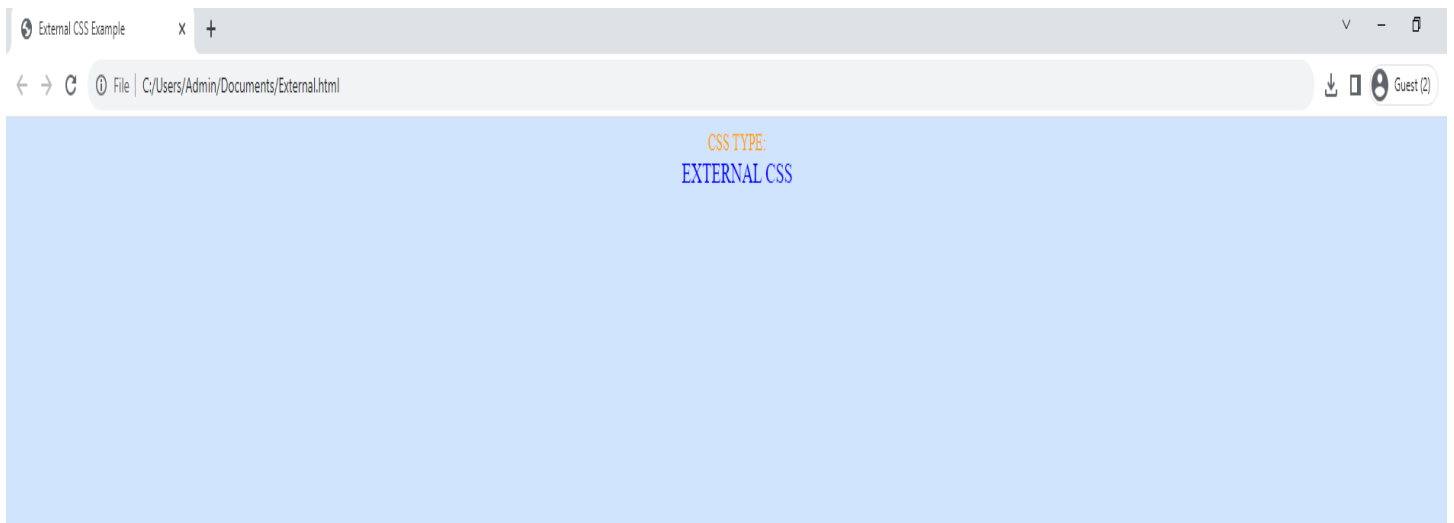 External CSS Example
File C:/Users/Admin/Documents/External.html
Guest (2)
CSS TYPE:
EXTERNAL CSS